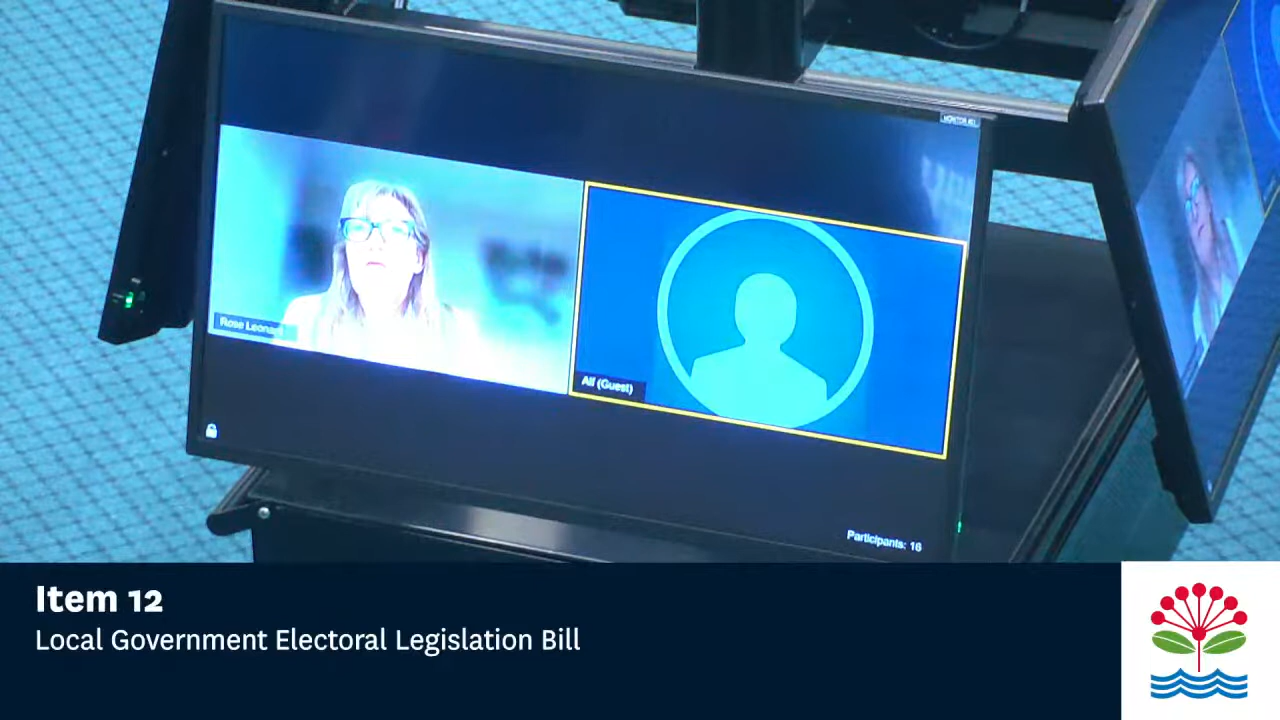 Rose Leonard
Ali (Guest)
Participants: 16
Item 12
Local Government Electoral Legislation Bill